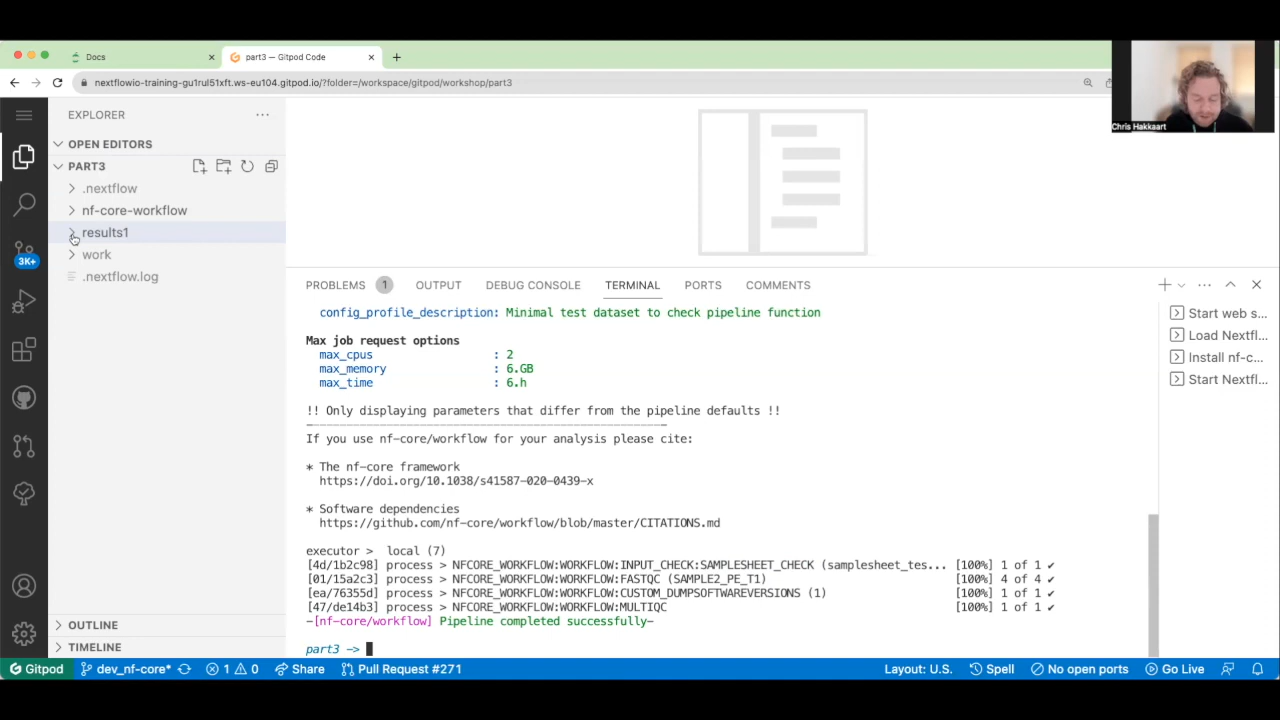 Docs
part3 — Gitpod Code
nextflowio-training-gu1rul51xft.ws-eu104.gitpod.io/?folder=/workspace/gitpod/workshop/part3
Chris Hakkaart
EXPLORER
OPEN EDITORS
PART3
.nextflow
nf-core-workflow
results1
work
.nextflow.log
3K+
OUTLINE
TIMELINE
PROBLEMS 1 OUTPUT DEBUG CONSOLE TERMINAL PORTS COMMENTS
config_profile_description: Minimal test dataset to check pipeline function
Max job request options
max_cpus : 2
max_memory : 6.GB
max_time : 6.h
!! Only displaying parameters that differ from the pipeline defaults !!
------------------------------------------------------
If you use nf-core/workflow for your analysis please cite:
* The nf-core framework
https://doi.org/10.1038/s41587-020-0439-x
* Software dependencies
https://github.com/nf-core/workflow/blob/master/CITATIONS.md
executor > local (7)
[4d/1b2c98] process > NFCORE_WORKFLOW:WORKFLOW:INPUT_CHECK:SAMPLESHEET_CHECK (samplesheet_tes... [100%] 1 of 1 ✔
[01/15a2c3] process > NFCORE_WORKFLOW:WORKFLOW:FASTQC (SAMPLE2_PE_T1) [100%] 4 of 4 ✔
[ea/76355d] process > NFCORE_WORKFLOW:WORKFLOW:CUSTOM_DUMPSOFTWAREVERSIONS (1) [100%] 1 of 1 ✔
[47/de14b3] process > NFCORE_WORKFLOW:WORKFLOW:MULTIQC [100%] 1 of 1 ✔
-[nf-core/workflow] Pipeline completed successfully-
part3 ->
Start web s...
Load Nextfl...
Install nf-c...
Start Nextfl...
Gitpod dev_nf-core* 1 0 Share Pull Request #271 Layout: U.S. Spell No open ports Go Live